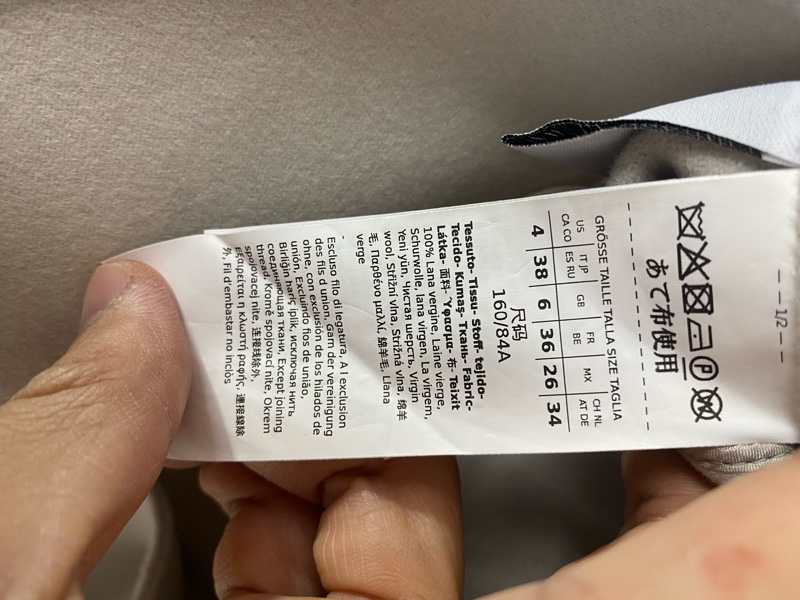 1/2
あて布使用
GRÖSSE TAILLE TALLA SIZE TAGLIA
US IT JP GB FR MX CH NL
CA CO ES RU BE AT DE
4 38 6 36 26 34
尺码
160/84A
Tessuto- Tissu- Stoff- tejido-
Tecido- Kumaş- Ткань- Fabric-
Látka- 面料- Ύφασμα- 布- Teixit
100% Lana vergine, Laine vierge,
Schurwolle, lana virgen, La virgem,
Yeni yün, Чистая шерсть, Virgin
wool, Střižní vlna, Strižná vlna, 绵羊
毛, Παρθένο μαλλί, 綿羊毛, Llana
verge
-
Escluso filo di legatura, A l exclusion
des fils d union, Garn der vereinigung
ohne, con exclusión de los hilados de
unión, Excluindo fios de união,
Birliğin hariç iplik, исключая нить
соединяющая ткани, Except joining
thread, Kromě spojovací nite, Okrem
spojovacej nite, 连接线除外,
εξαιρείται η κλωστή ραφής, 連接線除
外, Fil d'embastar no inclòs